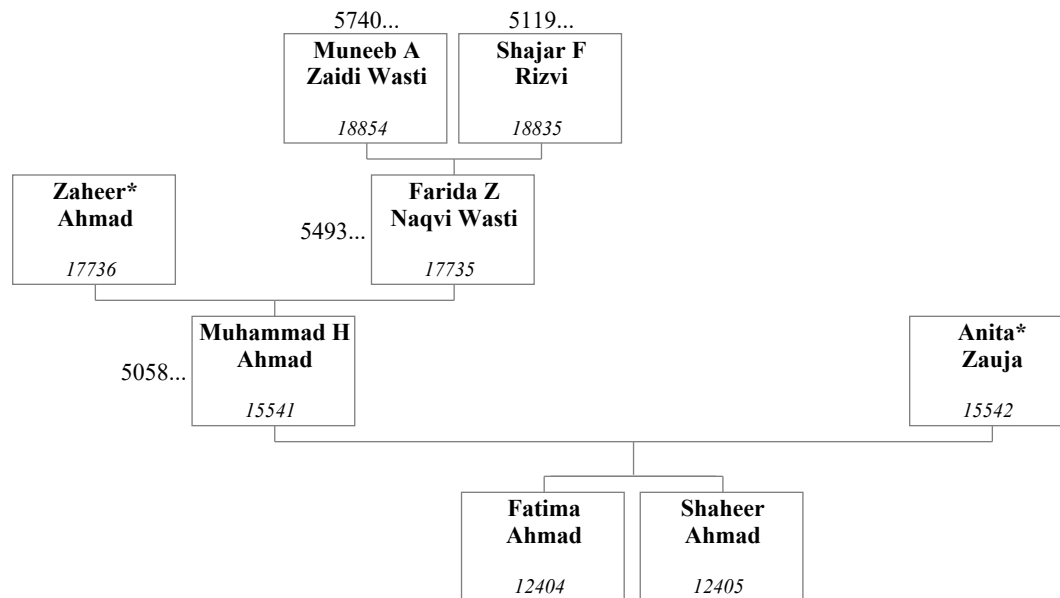 5740...
5119...
Muneeb A
Zaidi Wasti
18854
Shajar F
Rizvi
18835
Zaheer*
Ahmad
17736
5493...
Farida Z
Naqvi Wasti
17735
5058...
Muhammad H
Ahmad
15541
Anita*
Zauja
15542
Fatima
Ahmad
12404
Shaheer
Ahmad
12405